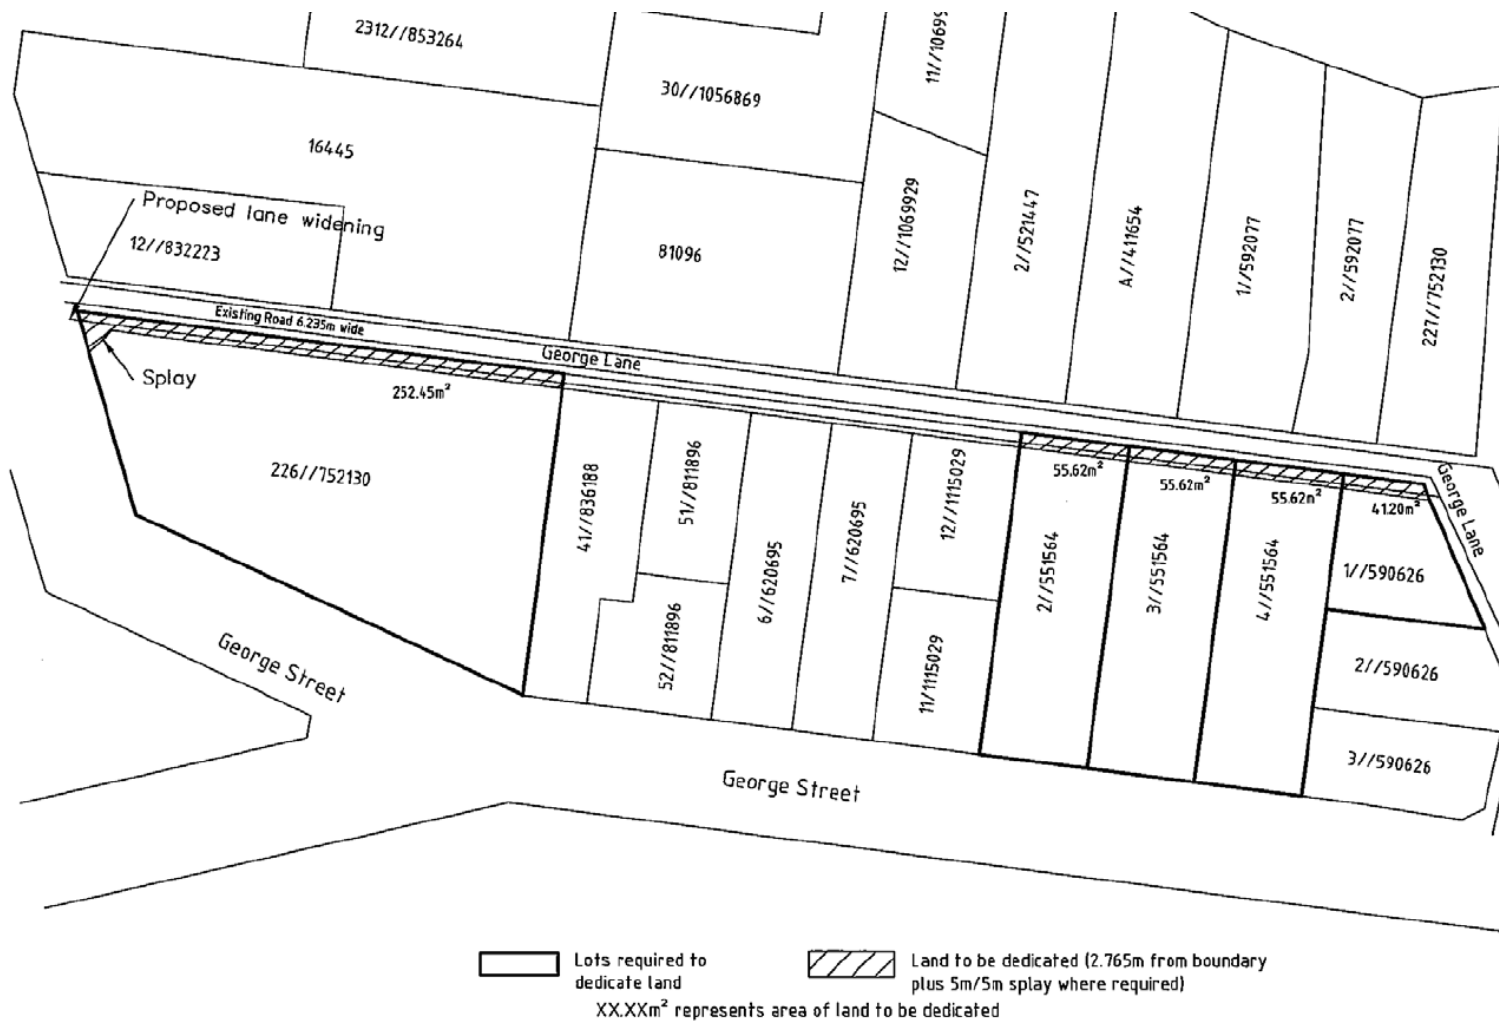 2312//853264
11//10699
30//1056869
16445
Proposed lane widening
12//832223
81096
12//1069929
2//521447
A//411654
1//592077
2//592077
227//752130
Existing Road 6.235m wide
George Lane
Splay
252.45m²
226//752130
41//836188
51//811896
52//811896
6//620695
7//620695
12//1115029
11/1115029
55.62m²
55.62m²
55.62m²
41.20m²
George Lane
2//551564
3//551564
4//551564
1//590626
2//590626
3//590626
George Street
George Street
Lots required to
dedicate land
Land to be dedicated (2.765m from boundary
plus 5m/5m splay where required)
XX.XXm² represents area of land to be dedicated